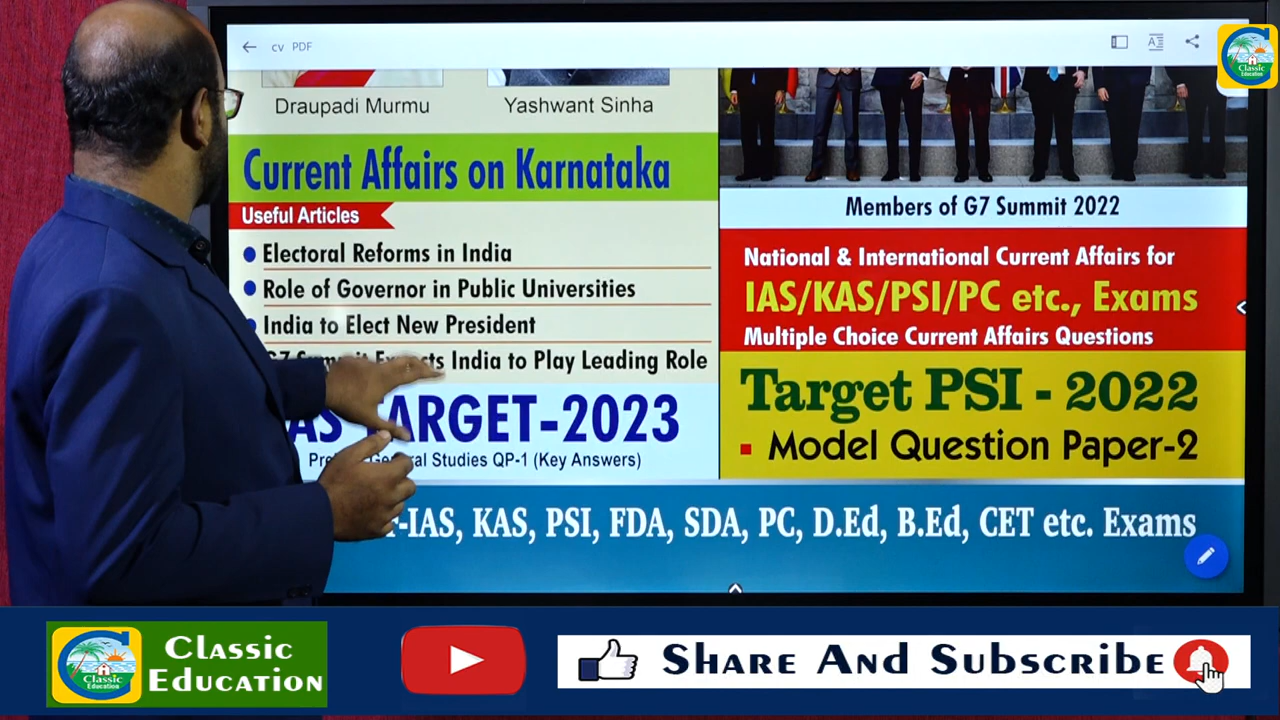 cv PDF
Classic
Education
Draupadi Murmu
Yashwant Sinha
Current Affairs on Karnataka
Useful Articles
Electoral Reforms in India
Role of Governor in Public Universities
India to Elect New President
G7 India to Play Leading Role
TARGET-2023
Studies QP-1 (Key Answers)
Members of G7 Summit 2022
National & International Current Affairs for
IAS/KAS/PSI/PC etc., Exams
Multiple Choice Current Affairs Questions
Target PSI - 2022
Model Question Paper-2
-IAS, KAS, PSI, FDA, SDA, PC, D.Ed, B.Ed, CET etc. Exams
Classic
Education
Classic
Education
Share And Subscribe